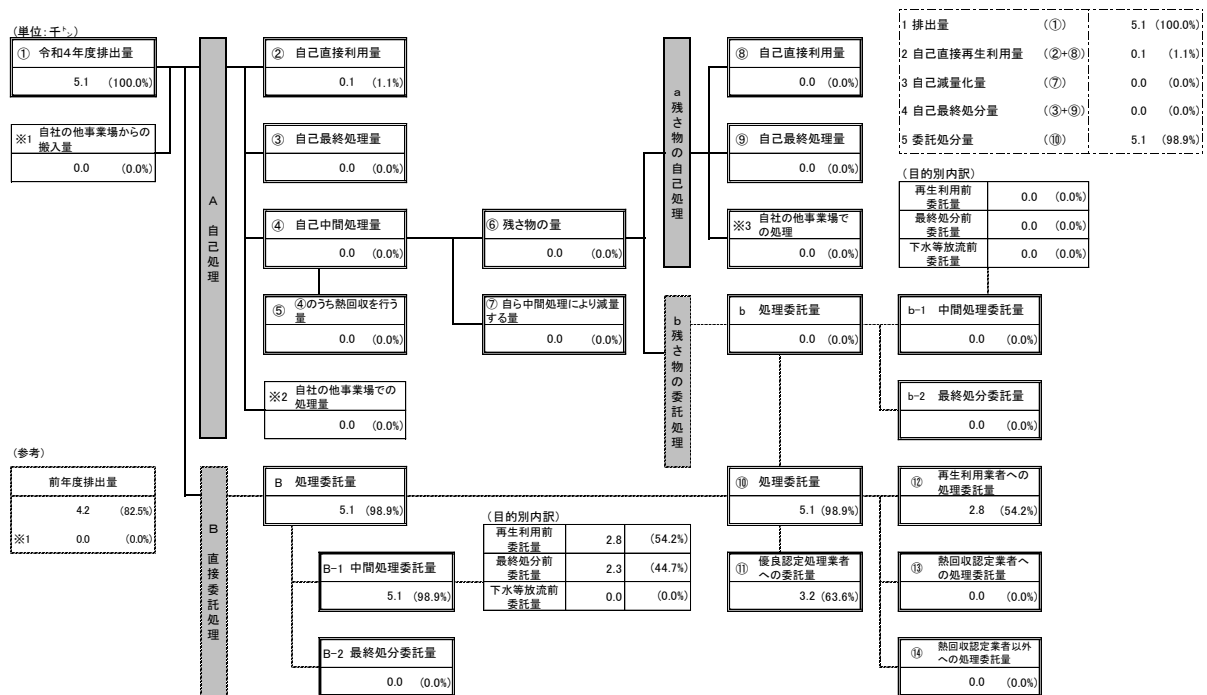 (単位:千㌧)
① 令和4年度排出量
5.1 (100.0%)
※1 自社の他事業場からの
搬入量
0.0 (0.0%)
A 自己処理
② 自己直接利用量
0.1 (1.1%)
③ 自己最終処理量
0.0 (0.0%)
④ 自己中間処理量
0.0 (0.0%)
⑤ ④のうち熱回収を行う
量
0.0 (0.0%)
※2 自社の他事業場での
処理量
0.0 (0.0%)
⑥ 残さ物の量
0.0 (0.0%)
⑦ 自ら中間処理により減量
する量
0.0 (0.0%)
a 残さ物の自己処理
⑧ 自己直接利用量
0.0 (0.0%)
⑨ 自己最終処理量
0.0 (0.0%)
※3 自社の他事業場で
の処理
0.0 (0.0%)
b 残さ物の委託処理
b 処理委託量
0.0 (0.0%)
1 排出量 (①) 5.1 (100.0%)
2 自己直接再生利用量 (②+⑧) 0.1 (1.1%)
3 自己減量化量 (⑦) 0.0 (0.0%)
4 自己最終処分量 (③+⑨) 0.0 (0.0%)
5 委託処分量 (⑩) 5.1 (98.9%)
(目的別内訳)
再生利用前
委託量 0.0 (0.0%)
最終処分前
委託量 0.0 (0.0%)
下水等放流前
委託量 0.0 (0.0%)
b-1 中間処理委託量
0.0 (0.0%)
b-2 最終処分委託量
0.0 (0.0%)
(参考)
前年度排出量
4.2 (82.5%)
※1 0.0 (0.0%)
B 直接委託処理
B 処理委託量
5.1 (98.9%)
B-1 中間処理委託量
5.1 (98.9%)
B-2 最終処分委託量
0.0 (0.0%)
(目的別内訳)
再生利用前
委託量 2.8 (54.2%)
最終処分前
委託量 2.3 (44.7%)
下水等放流前
委託量 0.0 (0.0%)
⑩ 処理委託量
5.1 (98.9%)
⑪ 優良認定処理業者
への委託量
3.2 (63.6%)
⑫ 再生利用業者への
処理委託量
2.8 (54.2%)
⑬ 熱回収認定業者へ
の処理委託量
0.0 (0.0%)
⑭ 熱回収認定業者以外
への処理委託量
0.0 (0.0%)